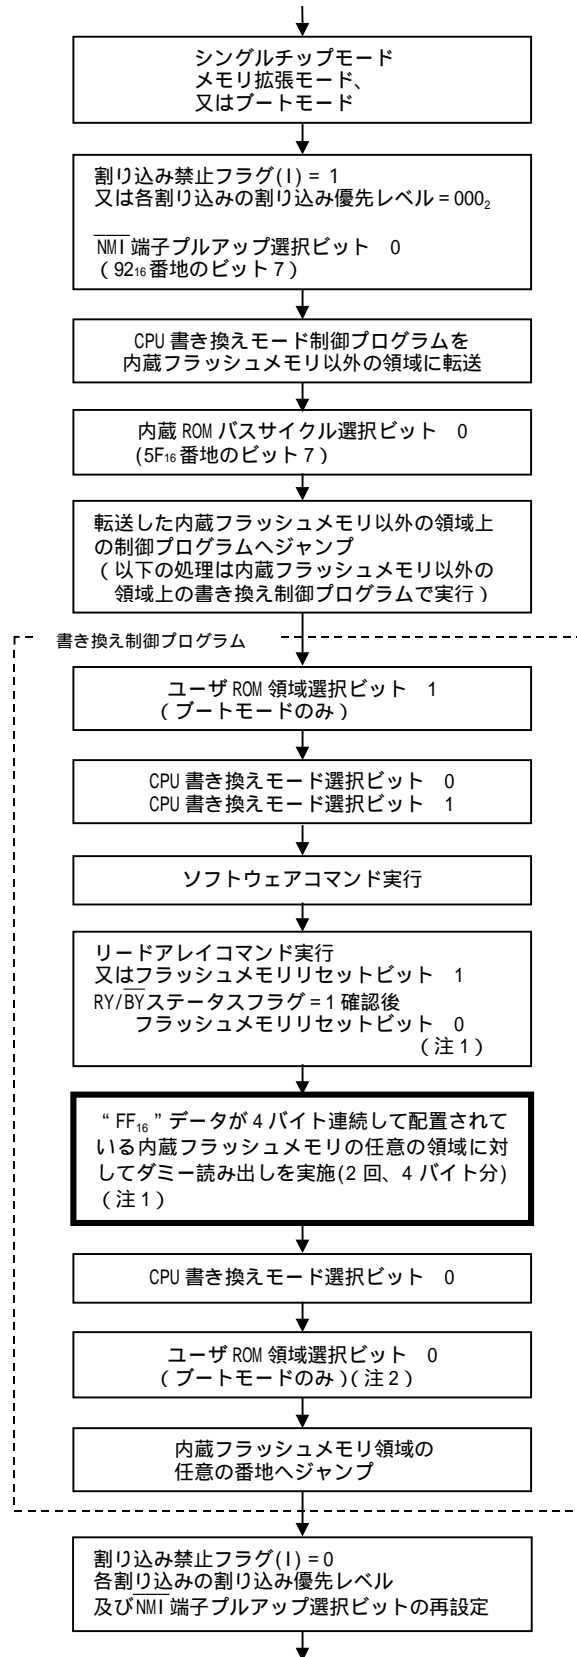 シングルチップモード
メモリ拡張モード、
又はブートモード
割り込み禁止フラグ(I) = 1
又は各割り込みの割り込み優先レベル = 000₂
N̅M̅I̅ 端子プルアップ選択ビット 0
( 92₁₆ 番地のビット 7 )
CPU 書き換えモード制御プログラムを
内蔵フラッシュメモリ以外の領域に転送
内蔵 ROM バスサイクル選択ビット 0
(5F₁₆ 番地のビット 7 )
転送した内蔵フラッシュメモリ以外の領域上
の制御プログラムへジャンプ
( 以下の処理は内蔵フラッシュメモリ以外の
領域上の書き換え制御プログラムで実行 )
書き換え制御プログラム
ユーザ ROM 領域選択ビット 1
( ブートモードのみ )
CPU 書き換えモード選択ビット 0
CPU 書き換えモード選択ビット 1
ソフトウェアコマンド実行
リードアレイコマンド実行
又はフラッシュメモリリセットビット 1
RY/B̅Y̅ ステータスフラグ = 1 確認後
フラッシュメモリリセットビット 0
( 注 1 )
“ FF₁₆ ” データが 4 バイト連続して配置されて
いる内蔵フラッシュメモリの任意の領域に対
してダミー読み出しを実施(2 回、4 バイト分)
( 注 1 )
CPU 書き換えモード選択ビット 0
ユーザ ROM 領域選択ビット 0
( ブートモードのみ )( 注 2 )
内蔵フラッシュメモリ領域の
任意の番地へジャンプ
割り込み禁止フラグ(I) = 0
各割り込みの割り込み優先レベル
及びN̅M̅I̅ 端子プルアップ選択ビットの再設定